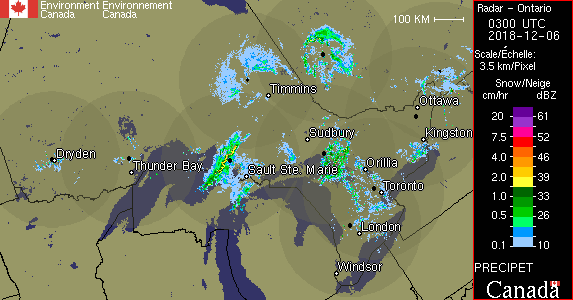 Environment Environnement
Canada Canada
100 KM
Timmins
Ottawa
Sudbury
Kingston
Dryden
Thunder Bay
Sault Ste. Marie
Orillia
Toronto
London
Windsor
Radar - Ontario
0300 UTC
2018-12-06
Scale/Échelle:
3.5 km/Pixel
Snow/Neige
cm/hr dBZ
20 61
7.5 52
4.0 46
2.0 39
1.0 33
0.5 26
0.1 10
PRECIPET
Canada